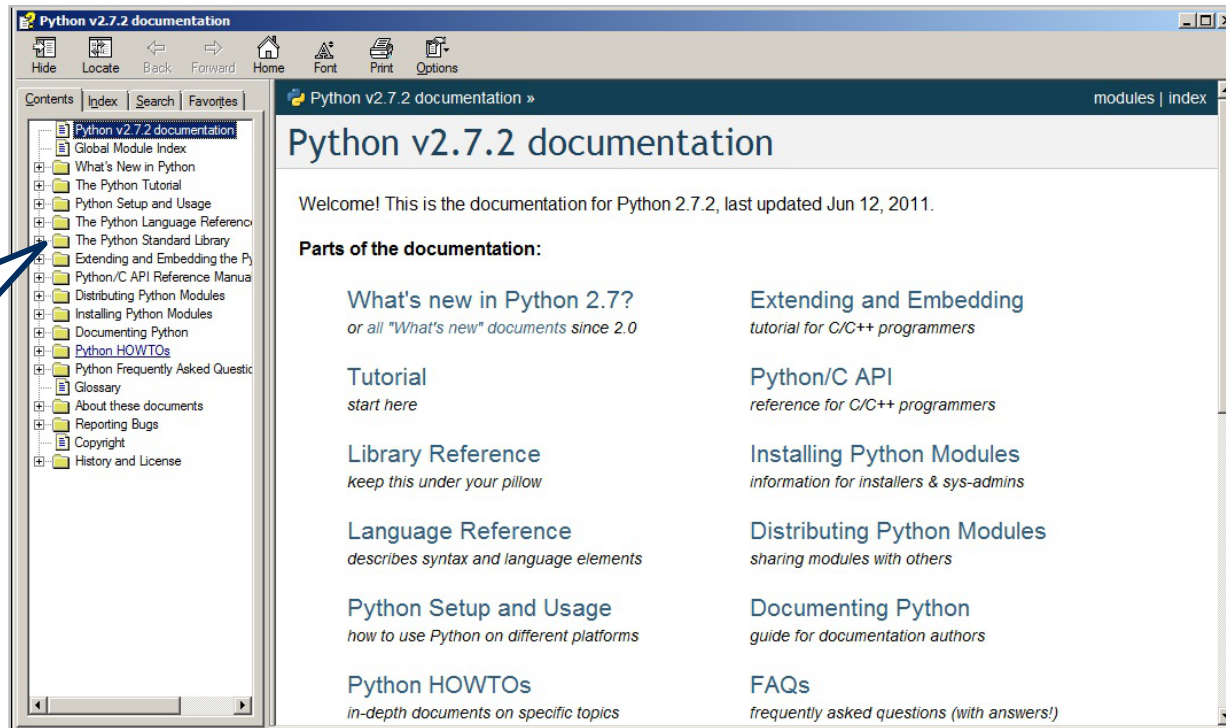 Python v2.7.2 documentation
Hide Locate Back Forward Home Font Print Options
Contents Index Search Favorites
Python v2.7.2 documentation
Global Module Index
What's New in Python
The Python Tutorial
Python Setup and Usage
The Python Language Reference
The Python Standard Library
Extending and Embedding the Py
Python/C API Reference Manua
Distributing Python Modules
Installing Python Modules
Documenting Python
Python HOWTOs
Python Frequently Asked Questic
Glossary
About these documents
Reporting Bugs
Copyright
History and License
Python v2.7.2 documentation » modules | index
Python v2.7.2 documentation
Welcome! This is the documentation for Python 2.7.2, last updated Jun 12, 2011.
Parts of the documentation:
What's new in Python 2.7?
or all "What's new" documents since 2.0
Tutorial
start here
Library Reference
keep this under your pillow
Language Reference
describes syntax and language elements
Python Setup and Usage
how to use Python on different platforms
Python HOWTOs
in-depth documents on specific topics
Extending and Embedding
tutorial for C/C++ programmers
Python/C API
reference for C/C++ programmers
Installing Python Modules
information for installers & sys-admins
Distributing Python Modules
sharing modules with others
Documenting Python
guide for documentation authors
FAQs
frequently asked questions (with answers!)